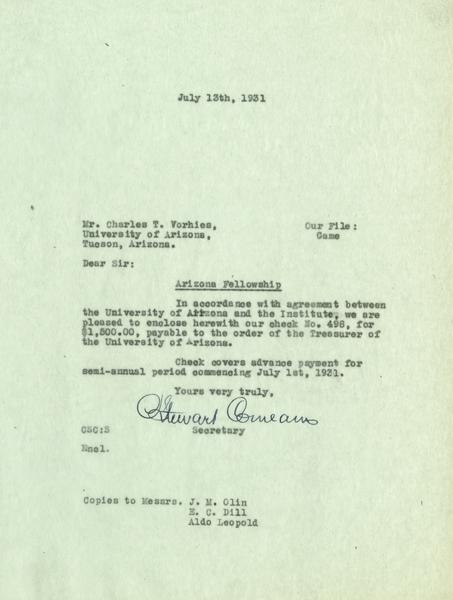 July 13th, 1931
Mr. Charles T. Vorhies,
University of Arizona,
Tucson, Arizona.
Our File:
Game
Dear Sir:
Arizona Fellowship
In accordance with agreement between
the University of Arizona and the Institute, we are
pleased to enclose herewith our check No. 496, for
$1,500.00, payable to the order of the Treasurer of
the University of Arizona.
Check covers advance payment for
semi-annual period commencing July 1st, 1931.
Yours very truly,
Stewart Comeaux
CSC:S
Secretary
Encl.
Copies to Messrs. J. M. Olin
E. C. Dill
Aldo Leopold